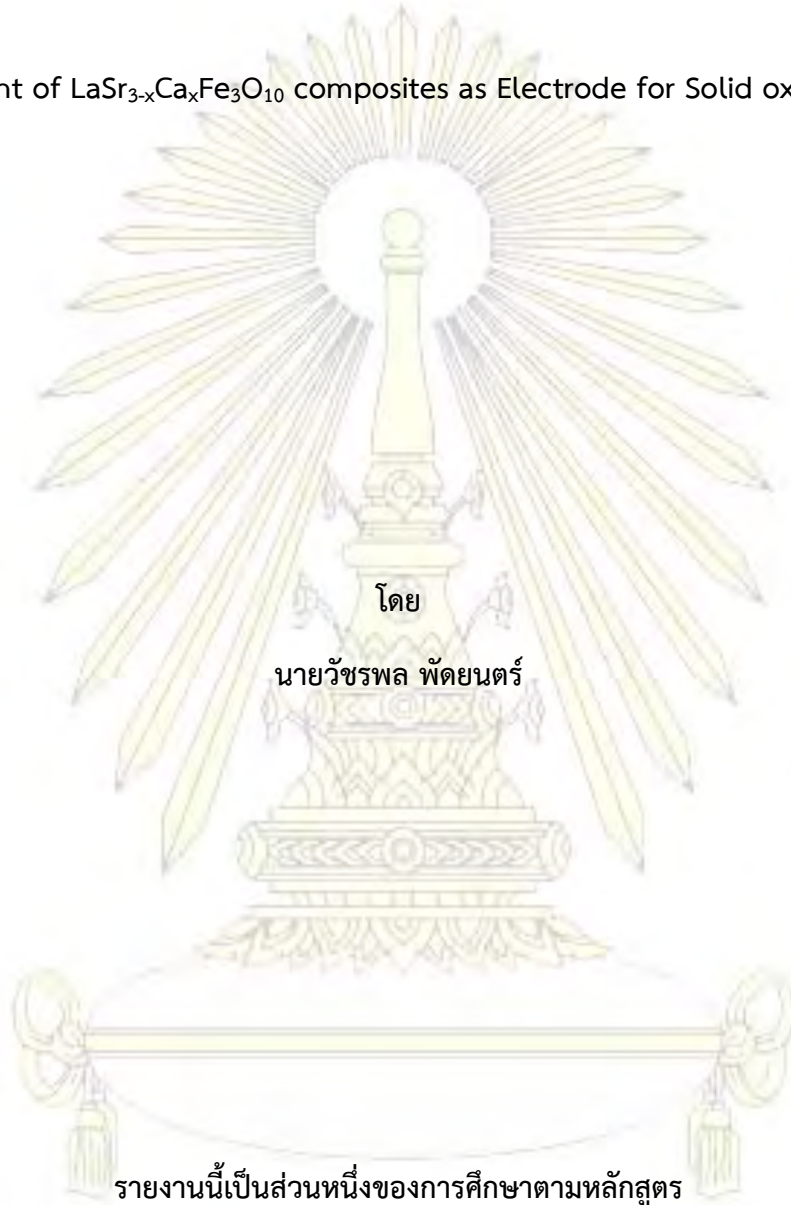 nt of LaSr₃₋ₓCaₓFe₃O₁₀ composites as Electrode for Solid ox
โดย
นายวัชรพล พัดยนตร์
รายงานนี้เป็นส่วนหนึ่งของการศึกษาตามหลักสูตร